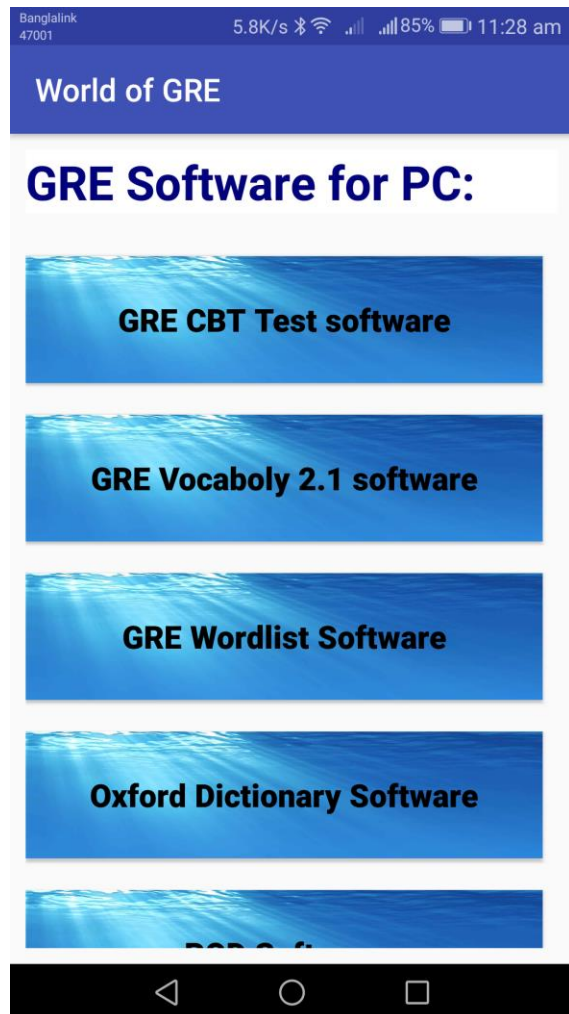 Banglalink
47001
5.8K/s 85% 11:28 am
World of GRE
GRE Software for PC:
GRE CBT Test software
GRE Vocaboly 2.1 software
GRE Wordlist Software
Oxford Dictionary Software